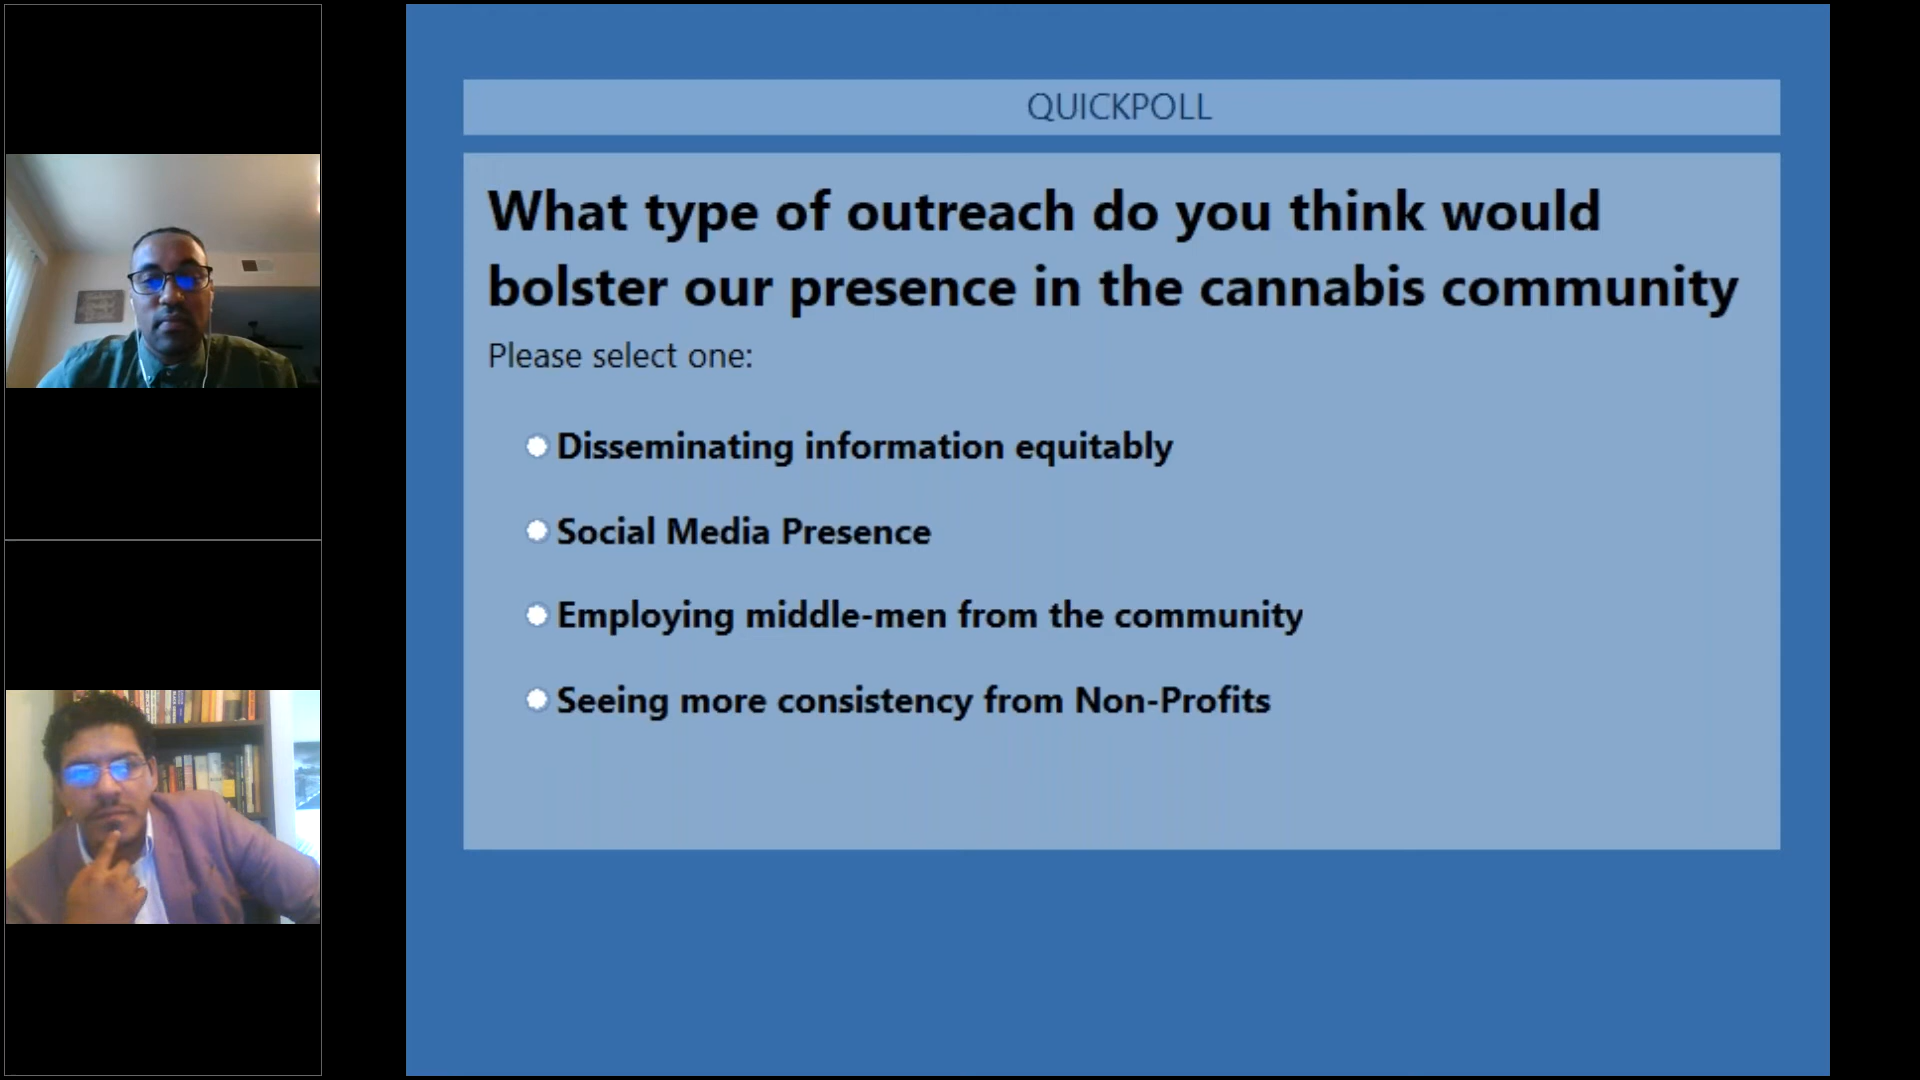 QUICKPOLL
What type of outreach do you think would
bolster our presence in the cannabis community
Please select one:
Disseminating information equitably
Social Media Presence
Employing middle-men from the community
Seeing more consistency from Non-Profits